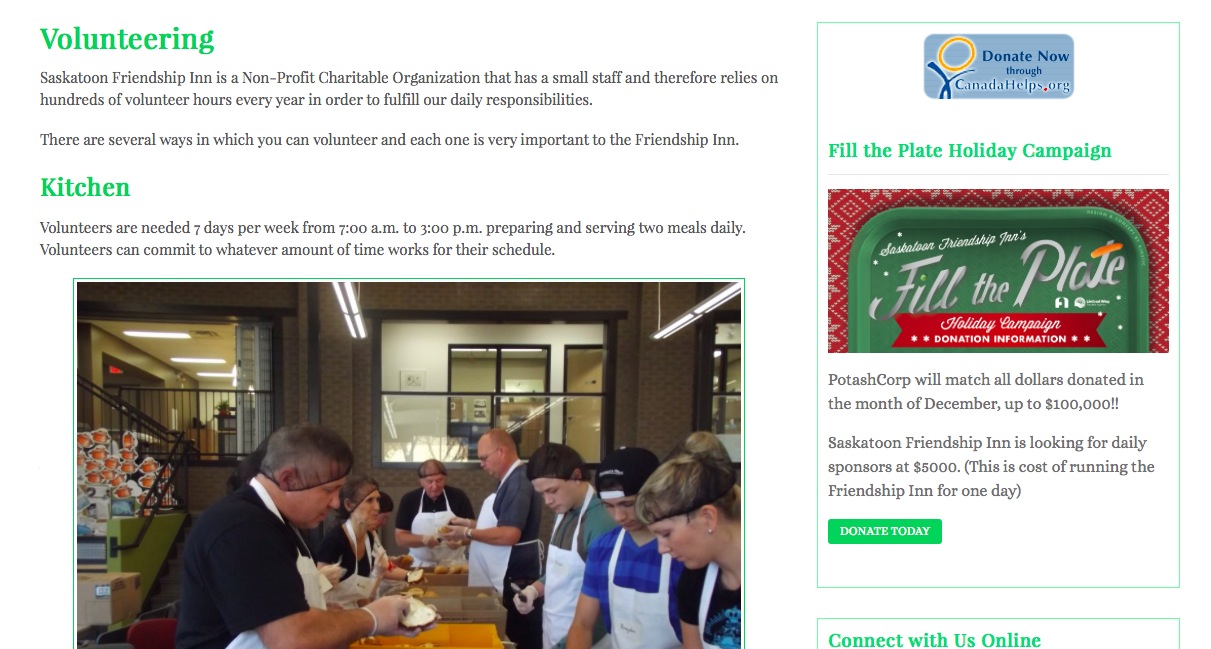 Volunteering
Saskatoon Friendship Inn is a Non-Profit Charitable Organization that has a small staff and therefore relies on
hundreds of volunteer hours every year in order to fulfill our daily responsibilities.
There are several ways in which you can volunteer and each one is very important to the Friendship Inn.
Kitchen
Volunteers are needed 7 days per week from 7:00 a.m. to 3:00 p.m. preparing and serving two meals daily.
Volunteers can commit to whatever amount of time works for their schedule.
Donate Now
through
CanadaHelps.org
Fill the Plate Holiday Campaign
Saskatoon Friendship Inn's
Fill the Plate
United Way
Holiday Campaign
** DONATION INFORMATION **
PotashCorp will match all dollars donated in
the month of December, up to $100,000!!
Saskatoon Friendship Inn is looking for daily
sponsors at $5000. (This is cost of running the
Friendship Inn for one day)
DONATE TODAY
Connect with Us Online